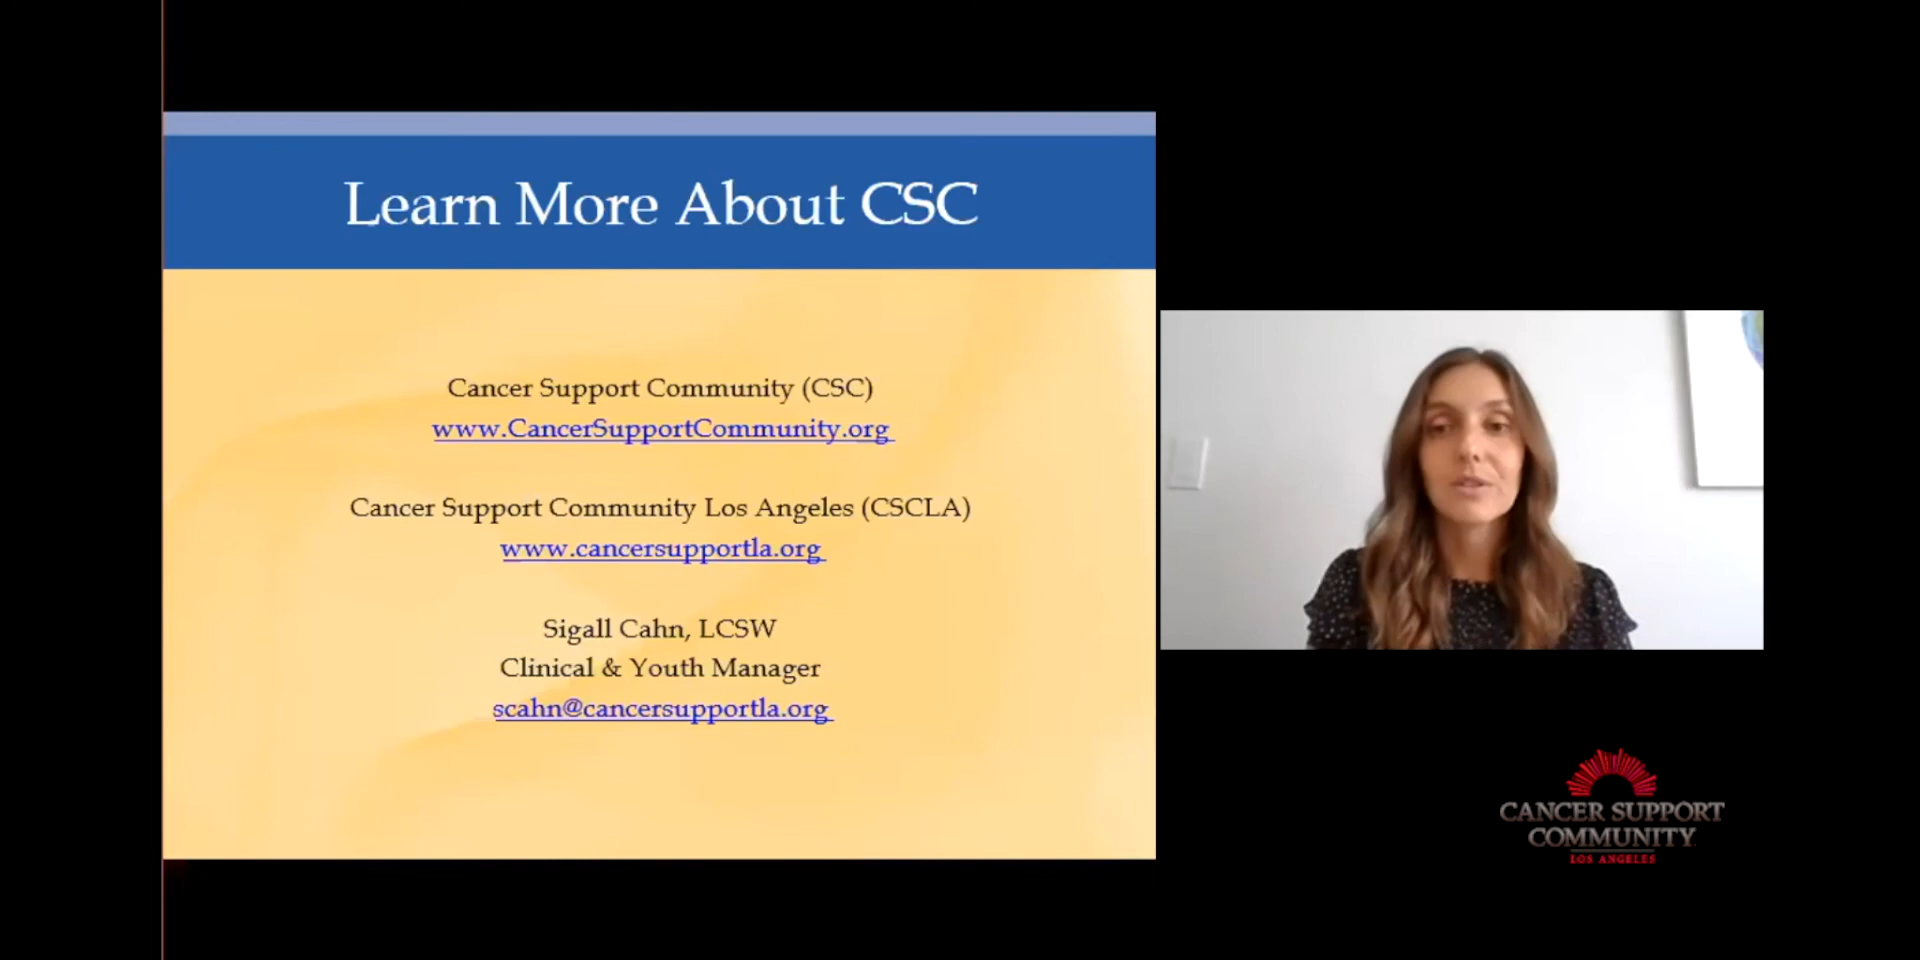 Learn More About CSC
Cancer Support Community (CSC)
www.CancerSupportCommunity.org
Cancer Support Community Los Angeles (CSCLA)
www.cancersupportla.org
Sigall Cahn, LCSW
Clinical & Youth Manager
scahn@cancersupportla.org
CANCER SUPPORT
COMMUNITY
LOS ANGELES